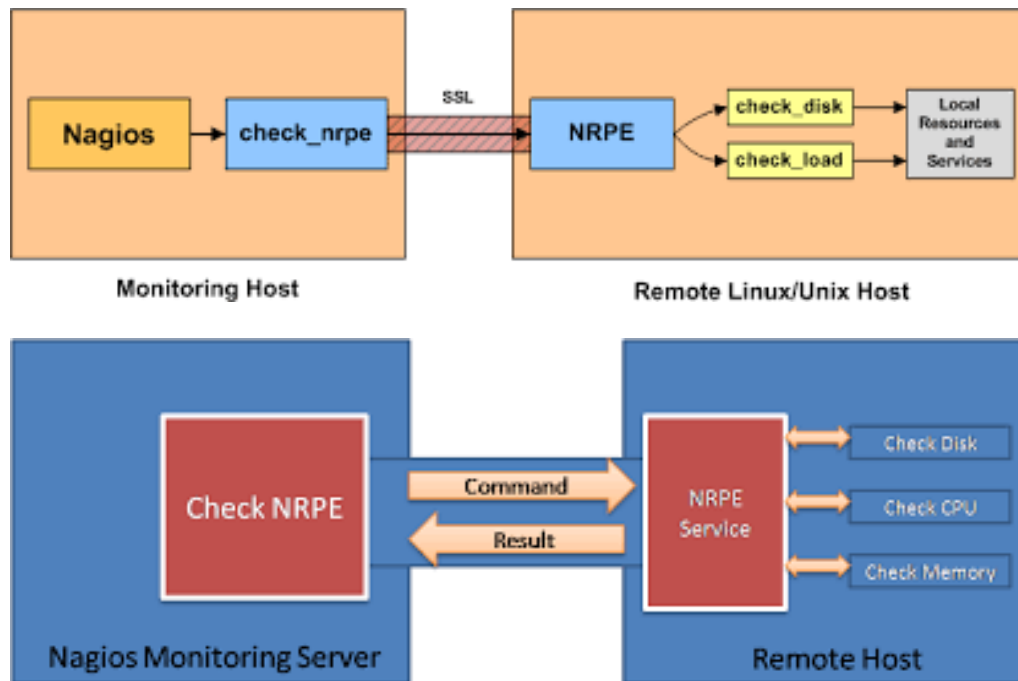 SSL
Nagios
check_nrpe
NRPE
check_disk
check_load
Local
Resources
and
Services
Monitoring Host
Remote Linux/Unix Host
Check NRPE
Command
Result
NRPE
Service
Check Disk
Check CPU
Check Memory
Nagios Monitoring Server
Remote Host